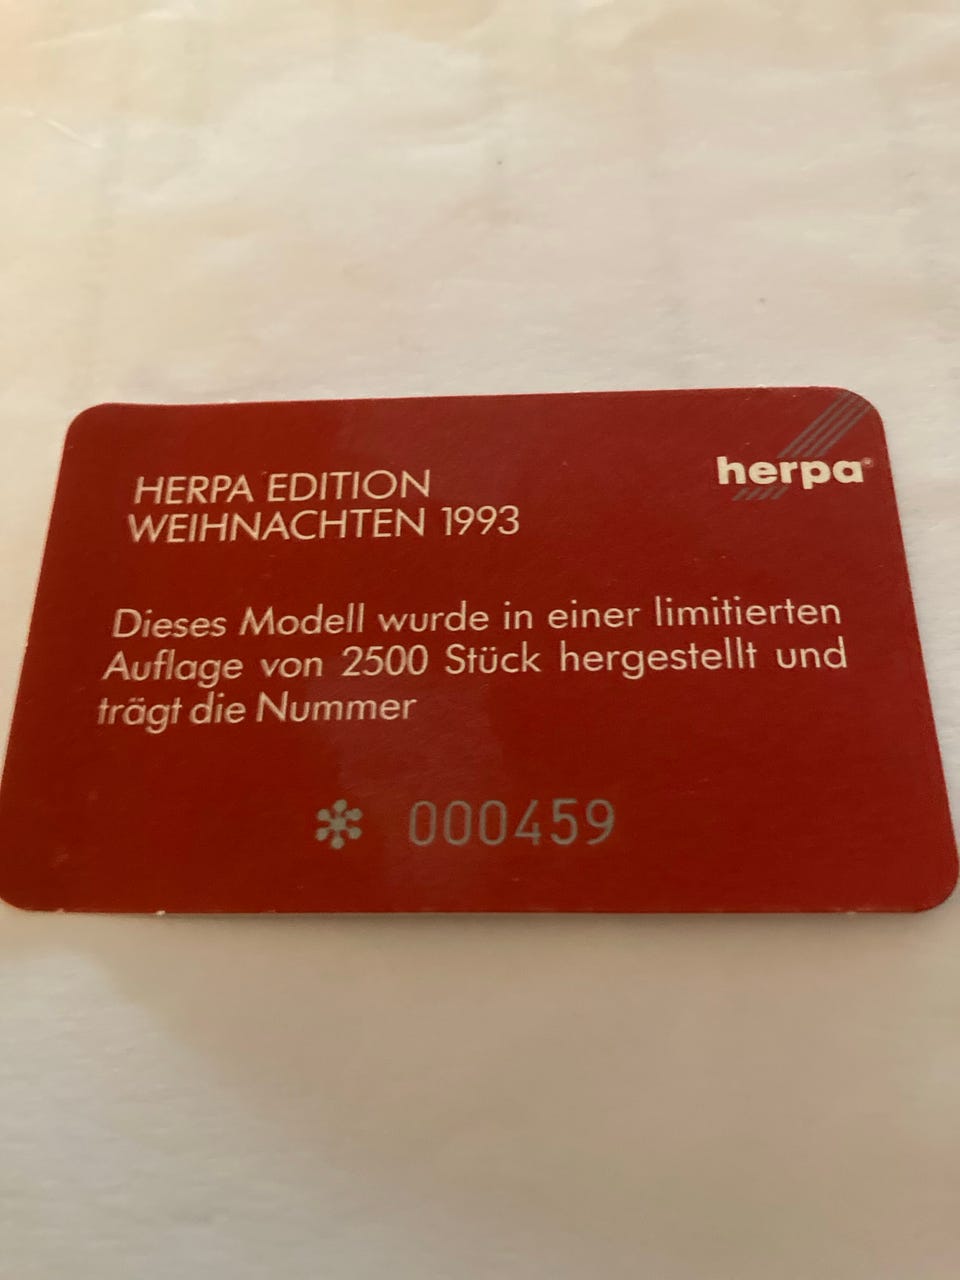 herpa®
HERPA EDITION
WEIHNACHTEN 1993
Dieses Modell wurde in einer limitierten
Auflage von 2500 Stück hergestellt und
trägt die Nummer
* 000459